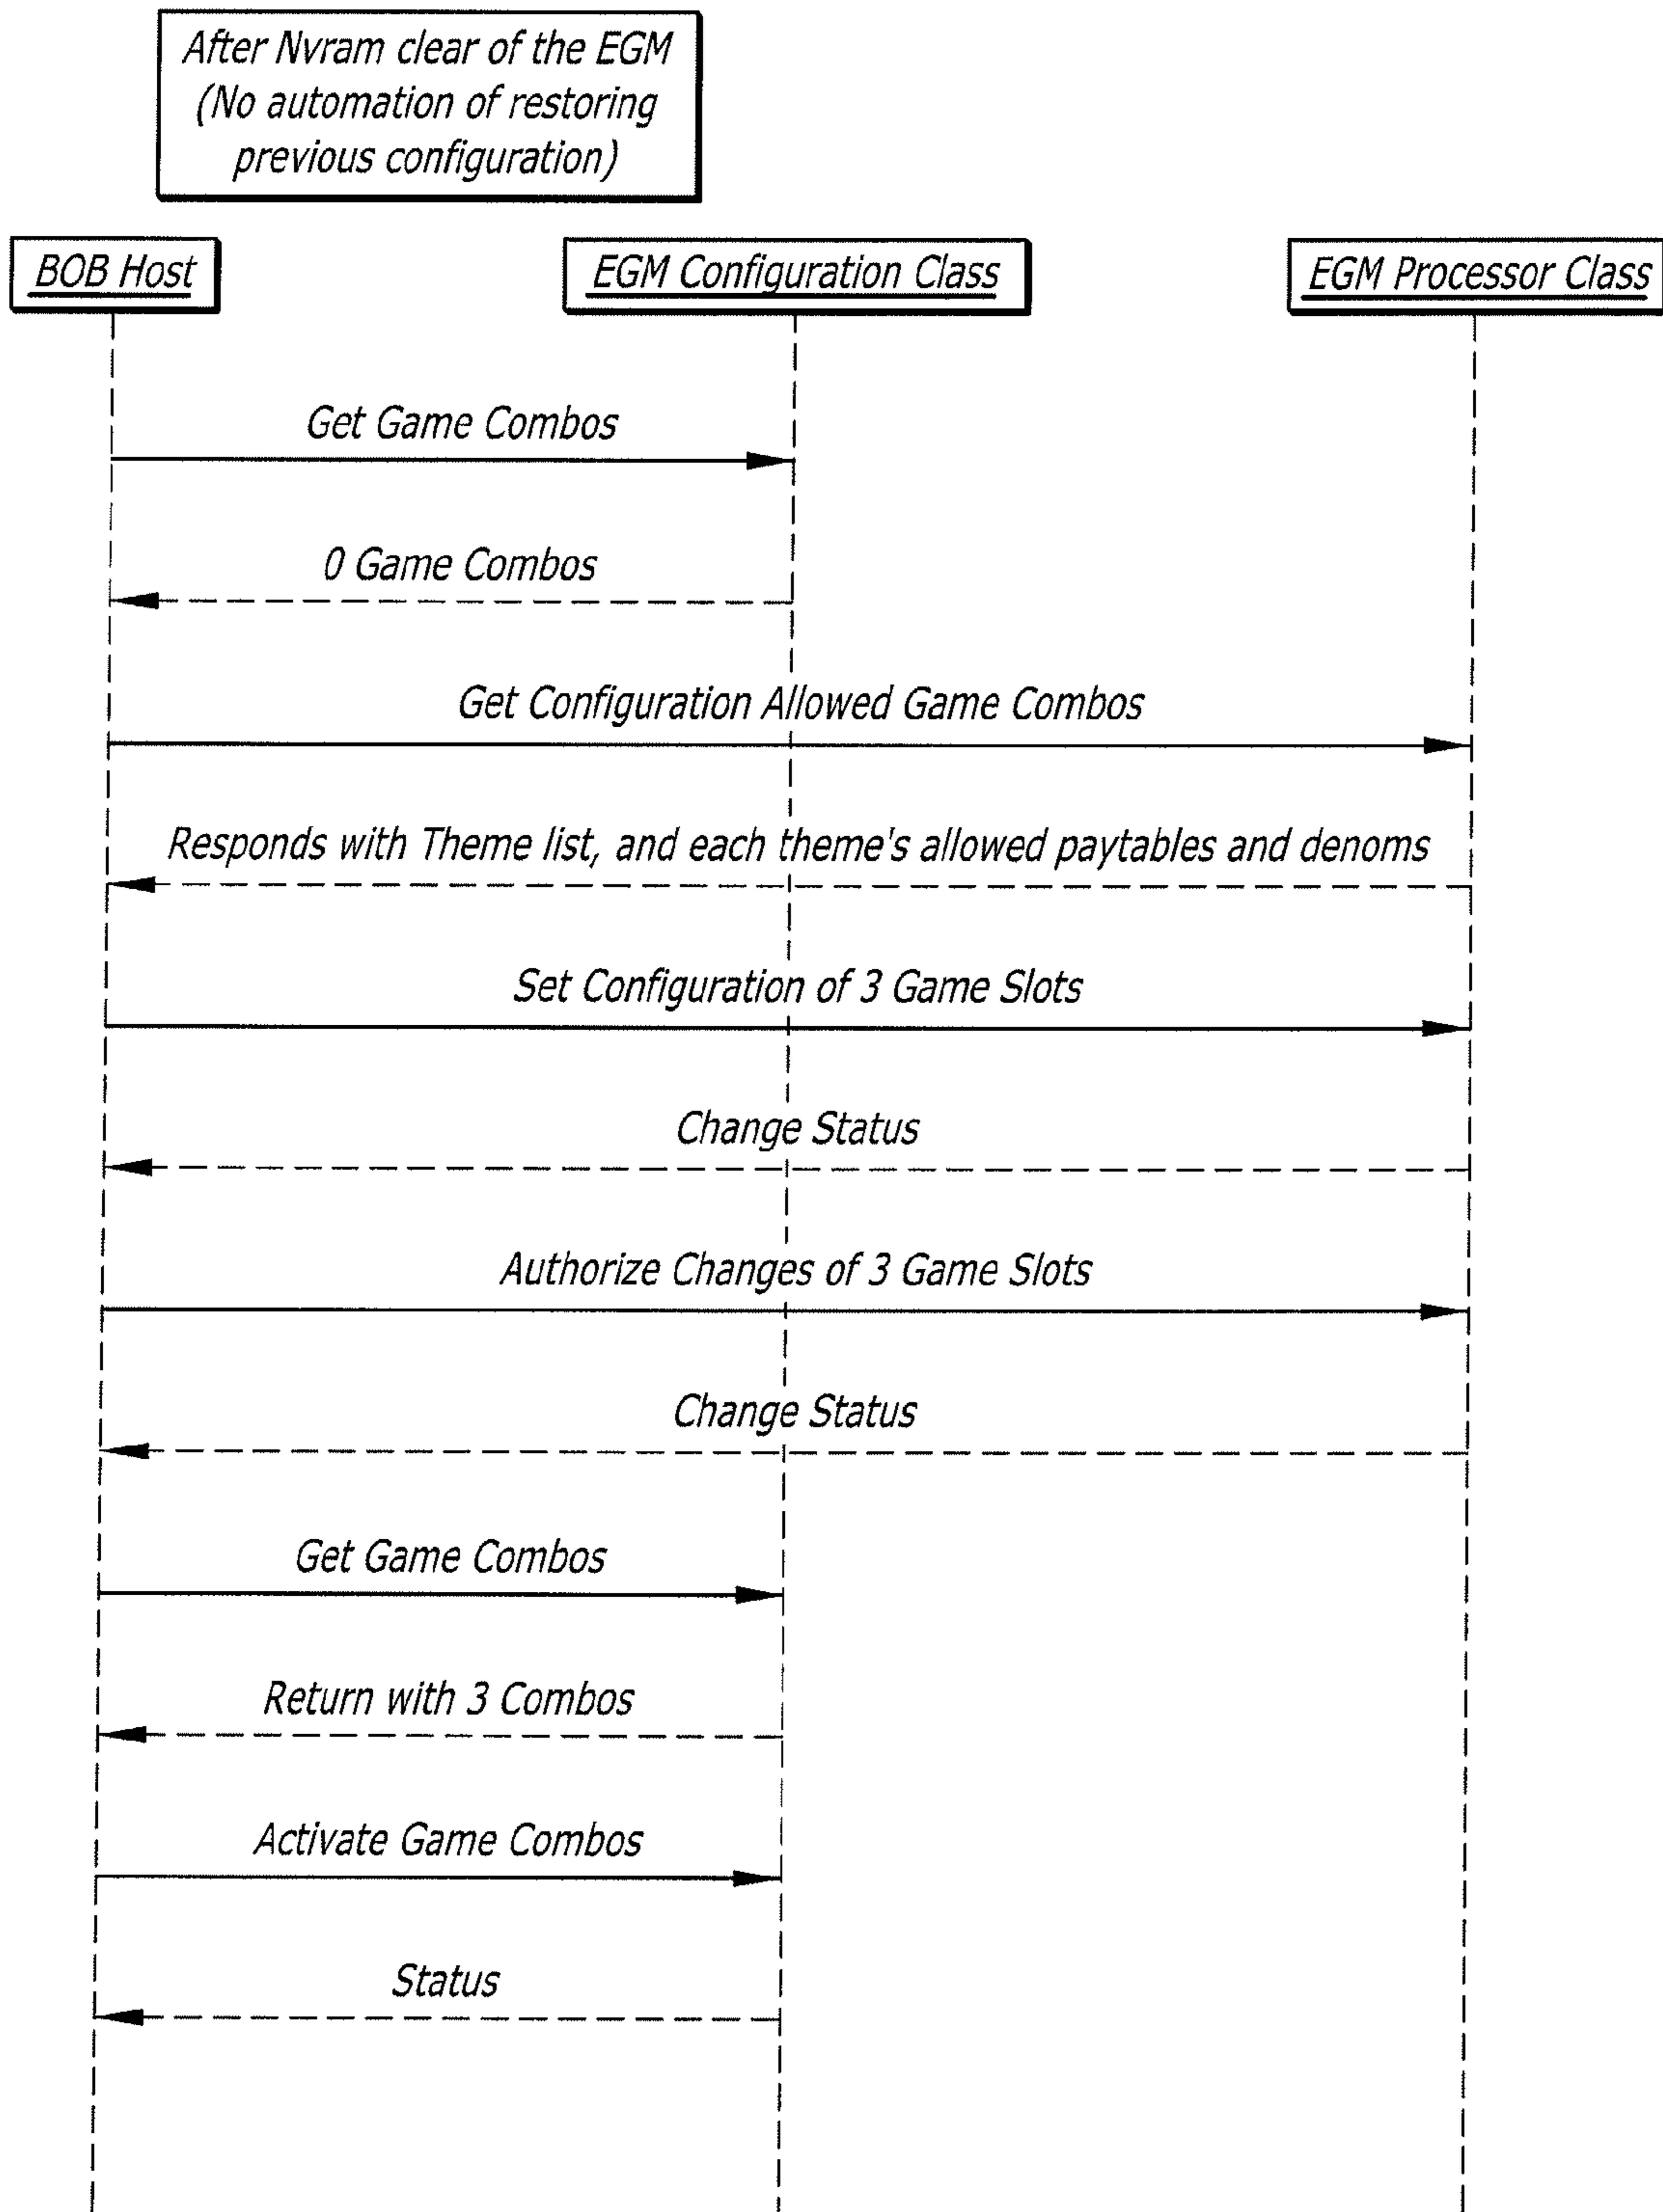 After Nvram clear of the EGM
(No automation of restoring
previous configuration)
BOB Host
EGM Configuration Class
EGM Processor Class
Get Game Combos
0 Game Combos
Get Configuration Allowed Game Combos
Responds with Theme list, and each theme's allowed paytables and denoms
Set Configuration of 3 Game Slots
Change Status
Authorize Changes of 3 Game Slots
Change Status
Get Game Combos
Return with 3 Combos
Activate Game Combos
Status